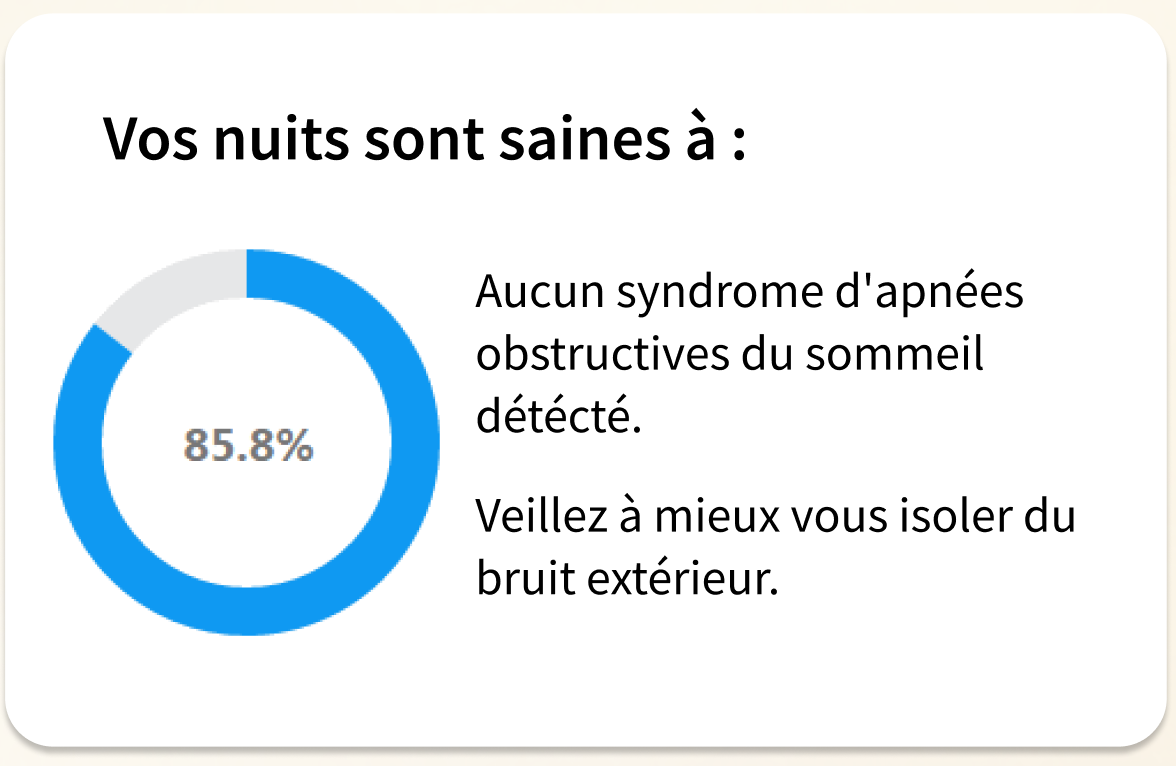 Vos nuits sont saines à :
85.8%
Aucun syndrome d'apnées
obstructives du sommeil
détécté.
Veillez à mieux vous isoler du
bruit extérieur.